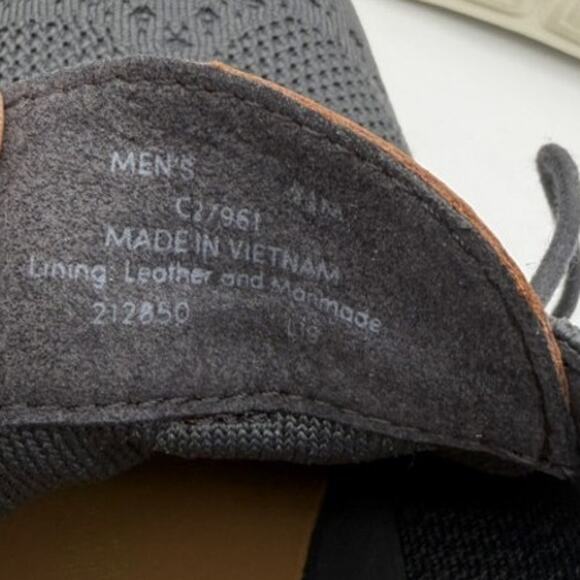 MEN'S
C27961
MADE IN VIETNAM
Lining: Leather and Manmade
212850